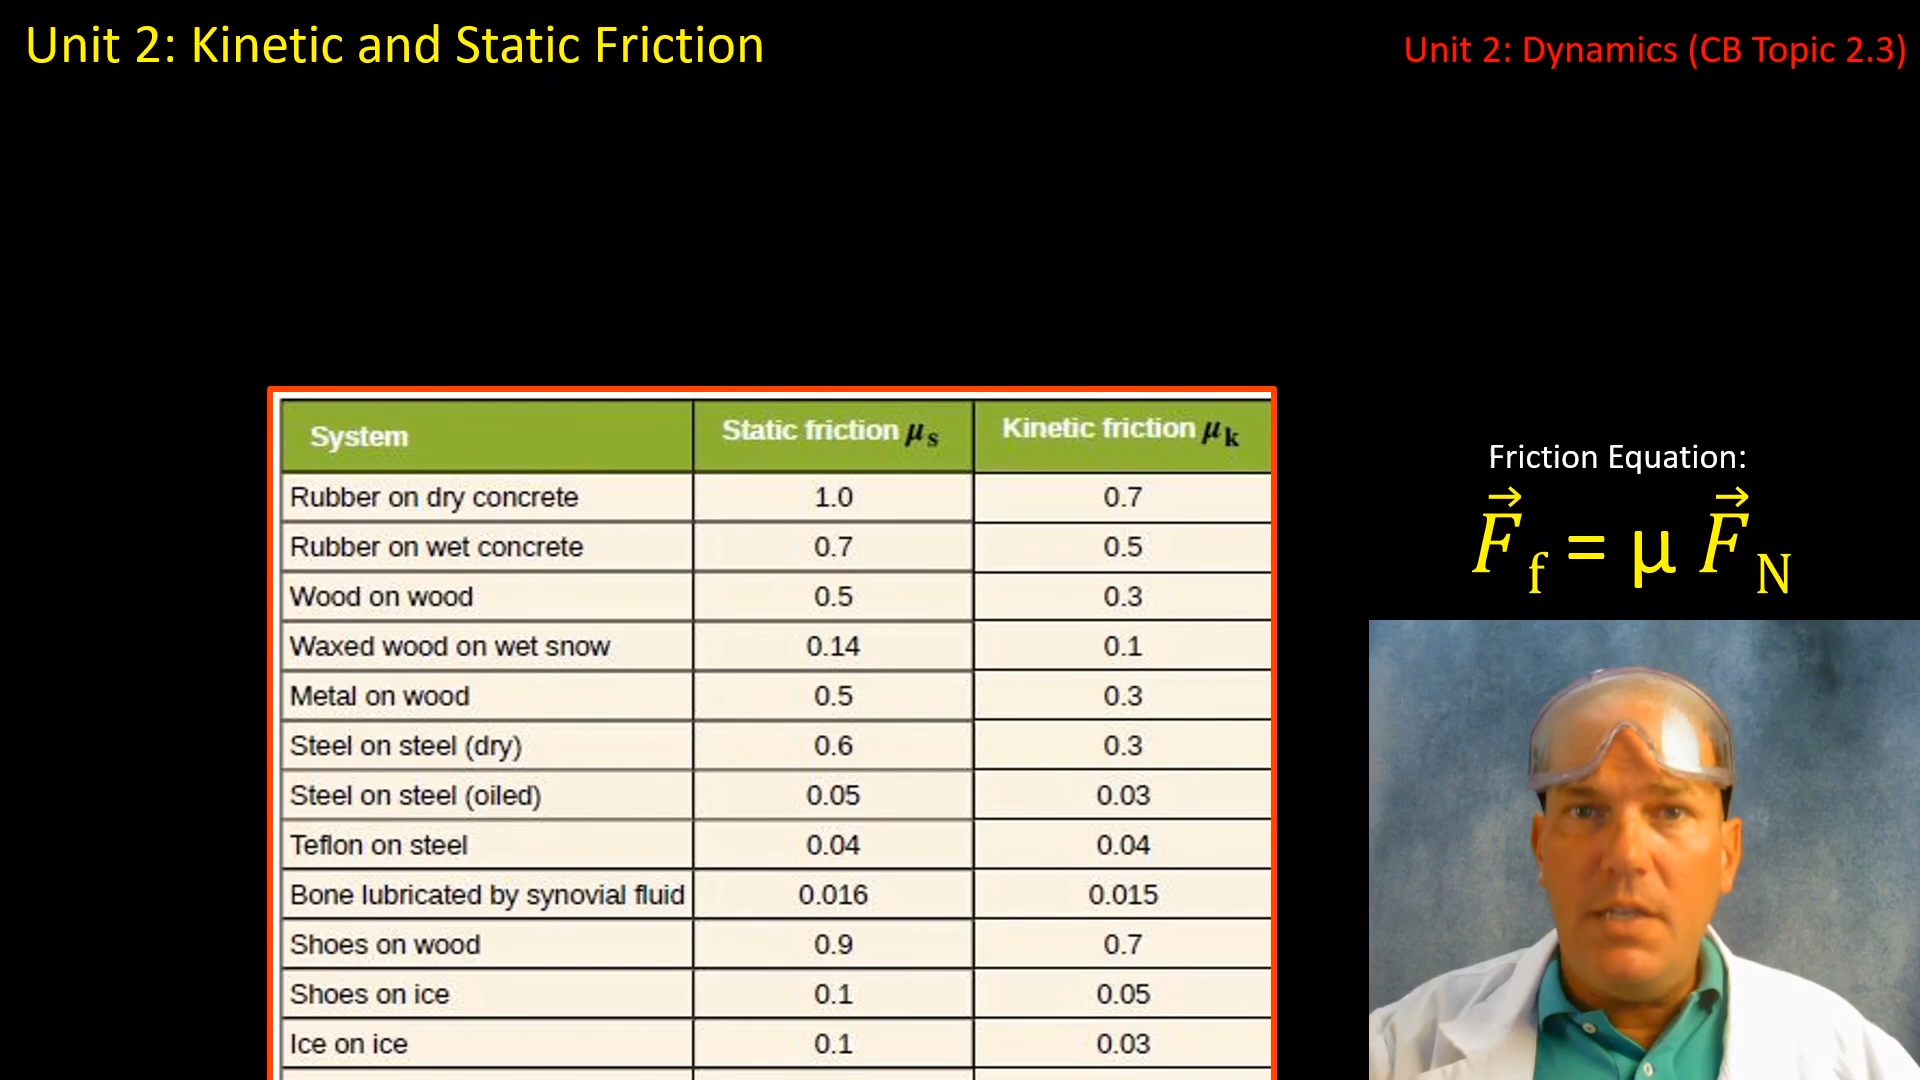 Unit 2: Kinetic and Static Friction
Unit 2: Dynamics (CB Topic 2.3)
System Static friction μs Kinetic friction μk
Rubber on dry concrete 1.0 0.7
Rubber on wet concrete 0.7 0.5
Wood on wood 0.5 0.3
Waxed wood on wet snow 0.14 0.1
Metal on wood 0.5 0.3
Steel on steel (dry) 0.6 0.3
Steel on steel (oiled) 0.05 0.03
Teflon on steel 0.04 0.04
Bone lubricated by synovial fluid 0.016 0.015
Shoes on wood 0.9 0.7
Shoes on ice 0.1 0.05
Ice on ice 0.1 0.03
Friction Equation:
F⃗f = μ F⃗N